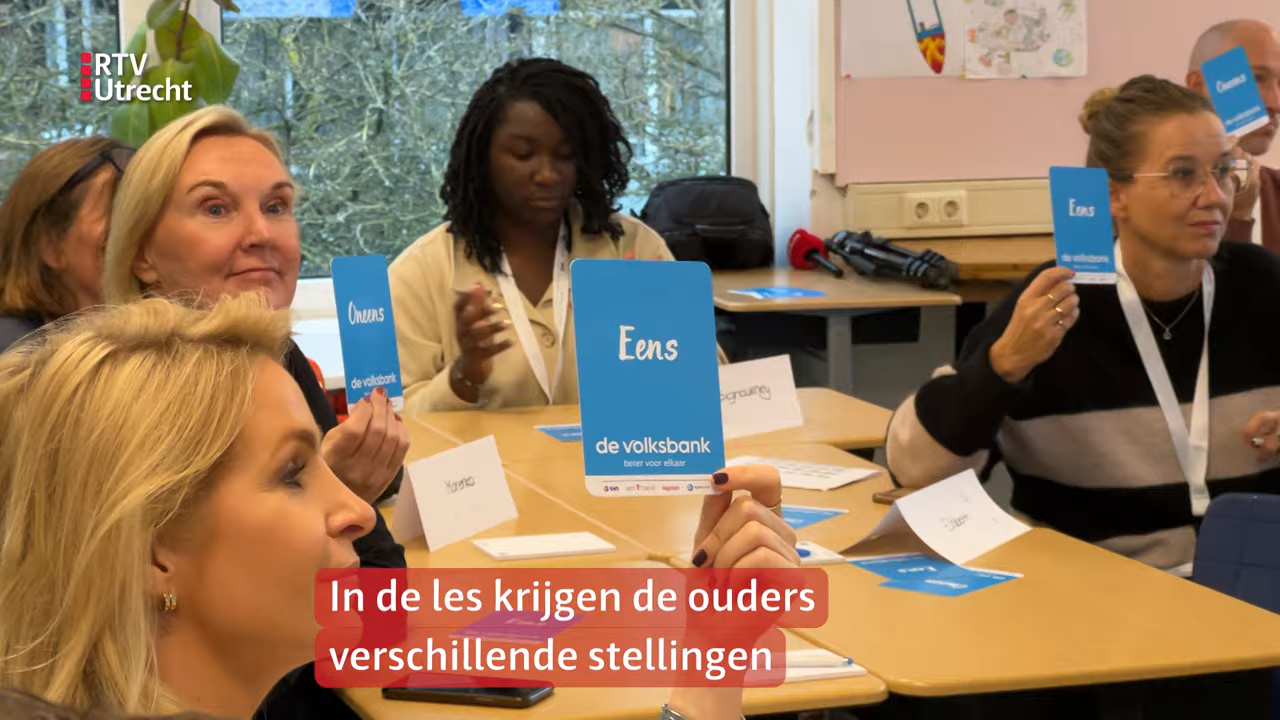 RTV
Utrecht
Oneens
Eens
Oneens
de volksbank
Eens
de volksbank
beter voor elkaar
de volksbank
Eens
In de les krijgen de ouders
verschillende stellingen